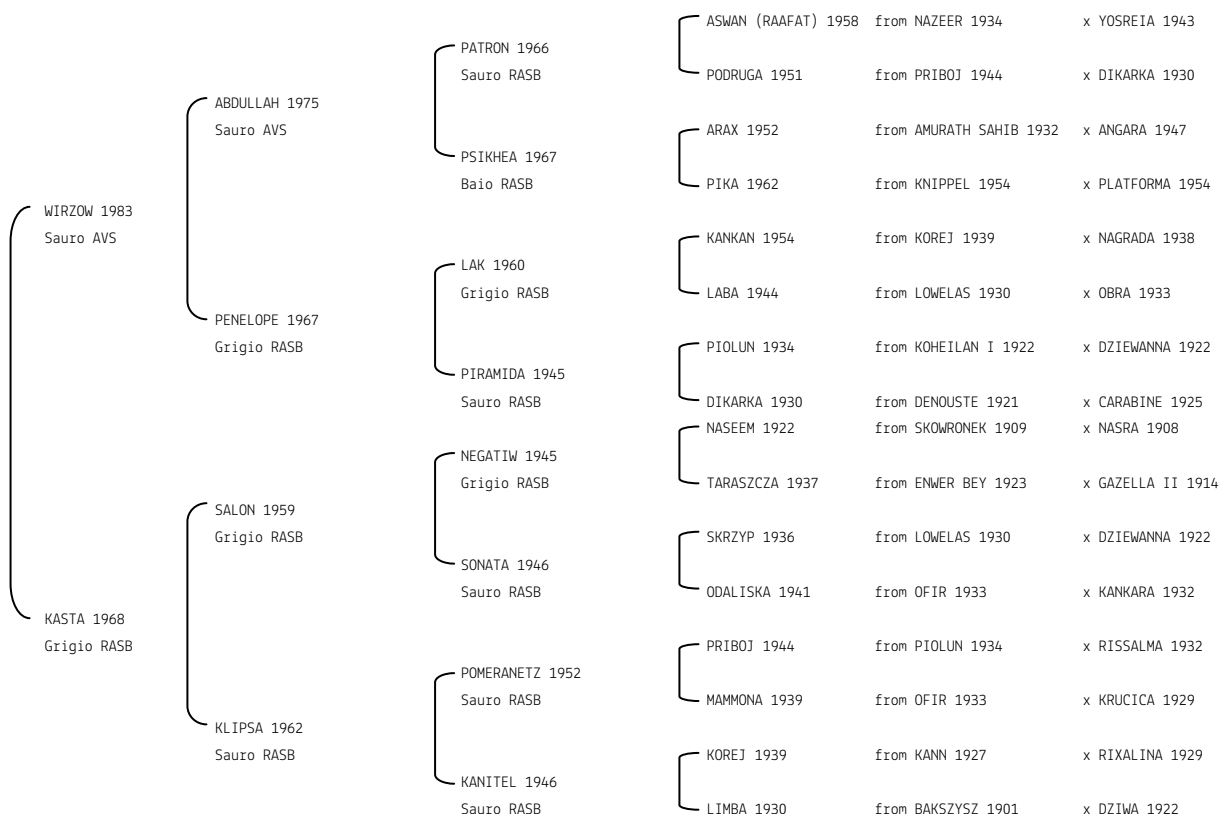 ASWAN (RAAFAT) 1958 from NAZEER 1934 x YOSREIA 1943
PATRON 1966
Sauro RASB
PODRUGA 1951 from PRIBOJ 1944 x DIKARKA 1930
ABDULLAH 1975
Sauro AVS
ARAX 1952 from AMURATH SAHIB 1932 x ANGARA 1947
PSIKHEA 1967
Baio RASB
PIKA 1962 from KNIPPEL 1954 x PLATFORMA 1954
WIRZOW 1983
Sauro AVS
KANKAN 1954 from KOREJ 1939 x NAGRADA 1938
LAK 1960
Grigio RASB
LABA 1944 from LOWELAS 1930 x OBRA 1933
PENELOPE 1967
Grigio RASB
PIOLUN 1934 from KOHEILAN I 1922 x DZIEWANNA 1922
PIRAMIDA 1945
Sauro RASB
DIKARKA 1930 from DENOUSTE 1921 x CARABINE 1925
NASEEM 1922 from SKOWRONEK 1909 x NASRA 1908
NEGATIW 1945
Grigio RASB
TARASZCZA 1937 from ENWER BEY 1923 x GAZELLA II 1914
SALON 1959
Grigio RASB
SKRZYP 1936 from LOWELAS 1930 x DZIEWANNA 1922
SONATA 1946
Sauro RASB
ODALISKA 1941 from OFIR 1933 x KANKARA 1932
KASTA 1968
Grigio RASB
PRIBOJ 1944 from PIOLUN 1934 x RISSALMA 1932
POMERANETZ 1952
Sauro RASB
MAMMONA 1939 from OFIR 1933 x KRUCICA 1929
KLIPSA 1962
Sauro RASB
KOREJ 1939 from KANN 1927 x RIXALINA 1929
KANITEL 1946
Sauro RASB
LIMBA 1930 from BAKSZYSZ 1901 x DZIWA 1922